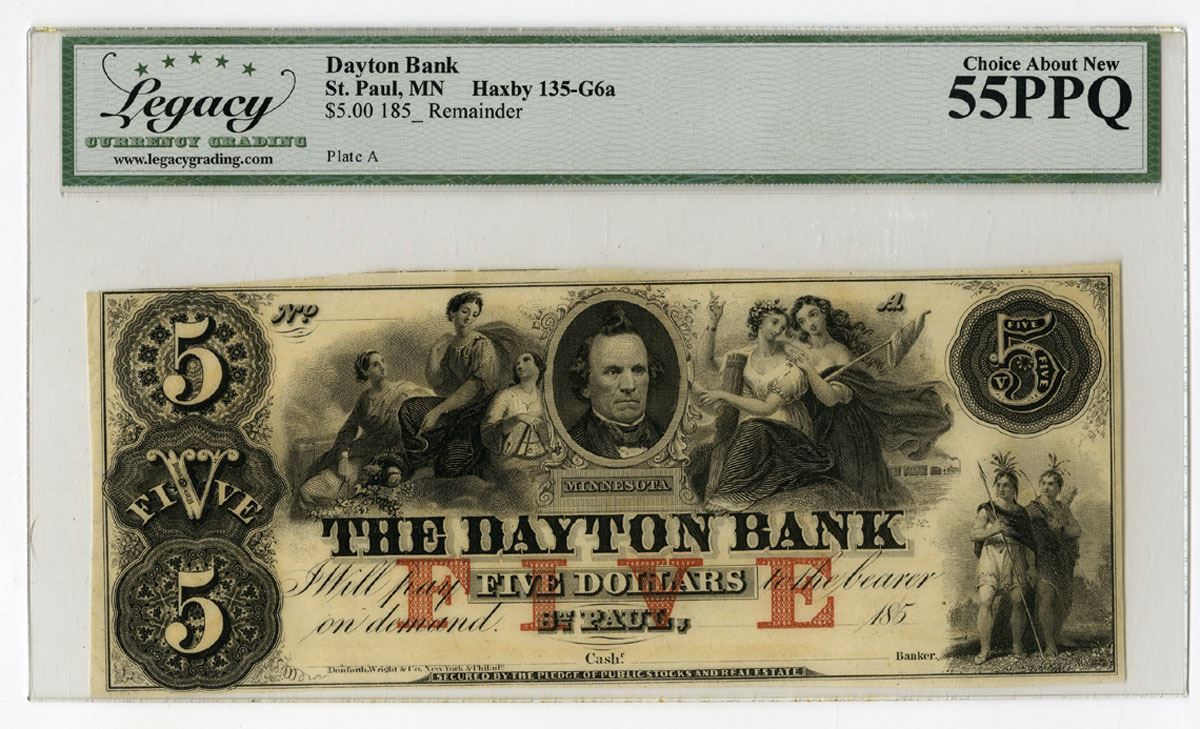 Legacy
CURRENCY GRADING
www.legacygrading.com
Dayton Bank
St. Paul, MN Haxby 135-G6a
$5.00 185_ Remainder
Plate A
Choice About New
55PPQ
No
A
5
FIVE
V
FIVE
5
FIVE
V
5
MINNESOTA
THE DAYTON BANK
I Will pay FIVE DOLLARS to the bearer
FIVE
on demand. ST PAUL, 185
Cashr.
Banker.
Danforth, Wright & Co. New York & Philada.
SECURED BY THE PLEDGE OF PUBLIC STOCKS AND REAL ESTATE